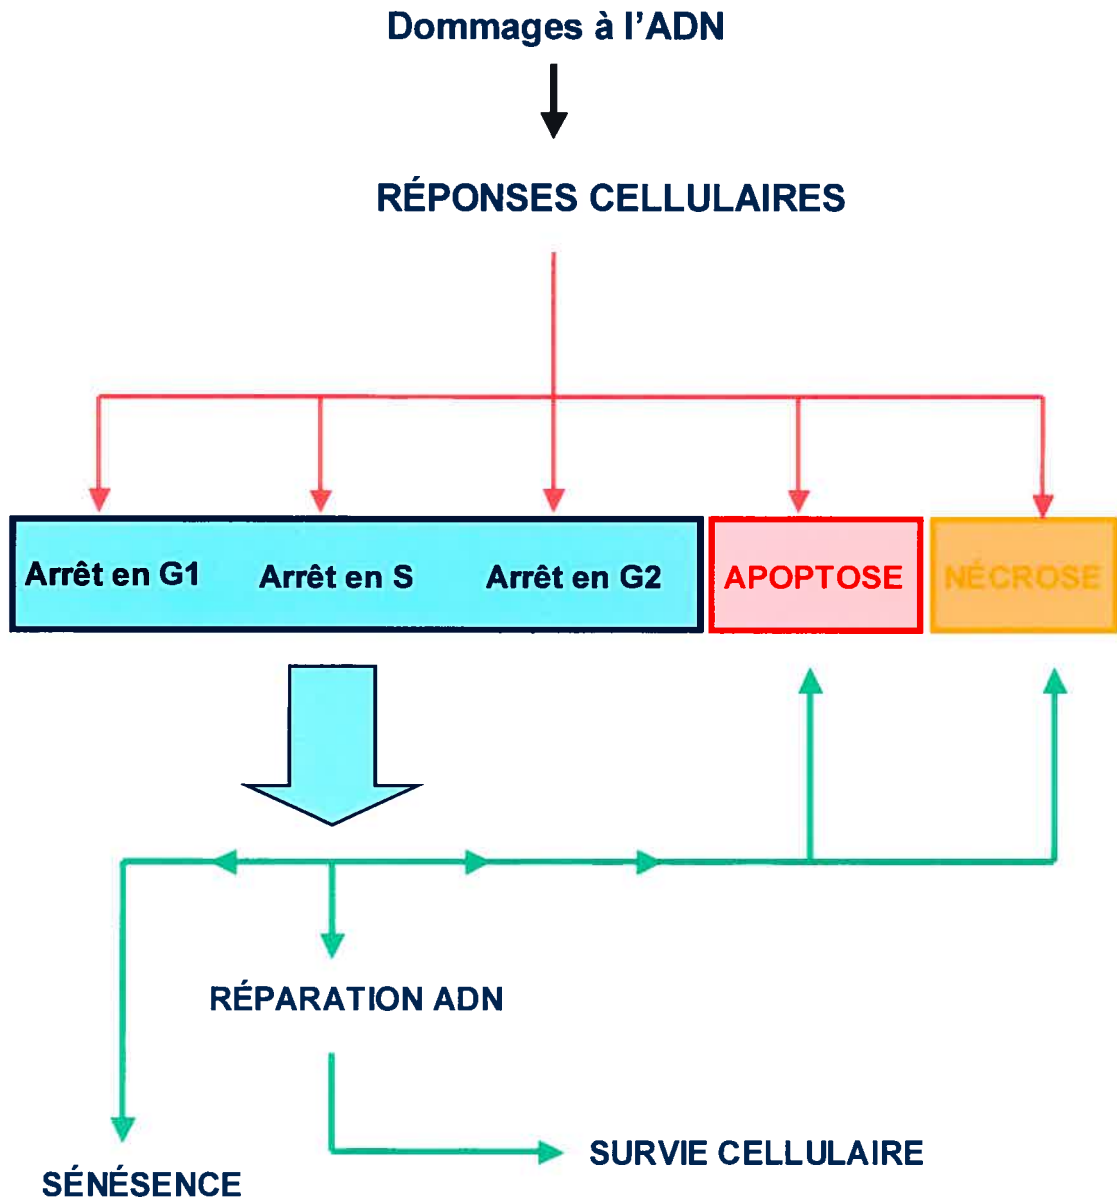 Dommages à l'ADN
RÉPONSES CELLULAIRES
Arrêt en G1 Arrêt en S Arrêt en G2 APOPTOSE NÉCROSE
RÉPARATION ADN
SURVIE CELLULAIRE
SÉNÉSENCE